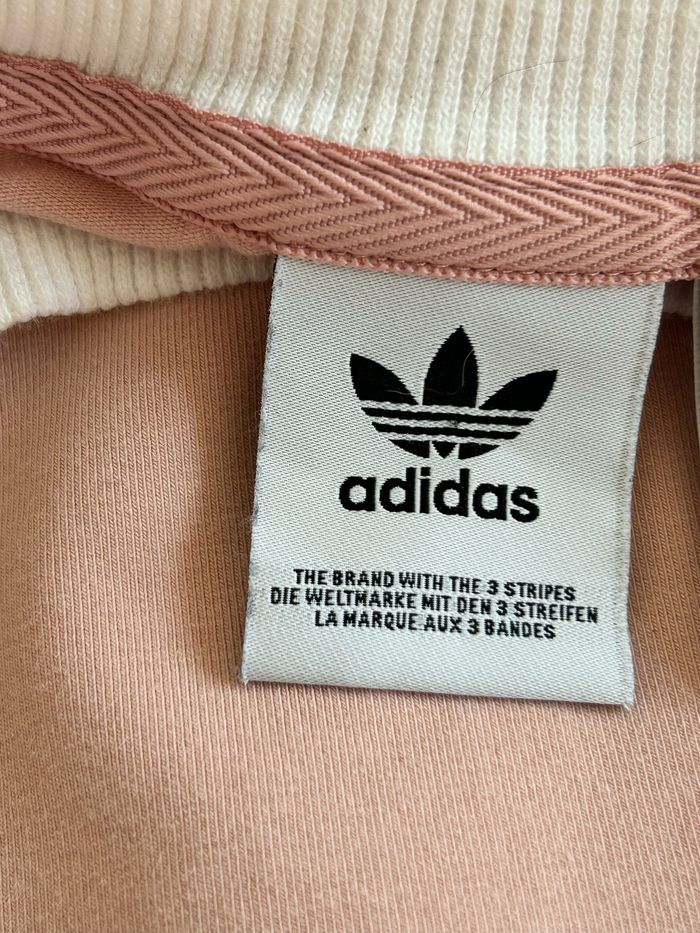 adidas
THE BRAND WITH THE 3 STRIPES
DIE WELTMARKE MIT DEN 3 STREIFEN
LA MARQUE AUX 3 BANDES